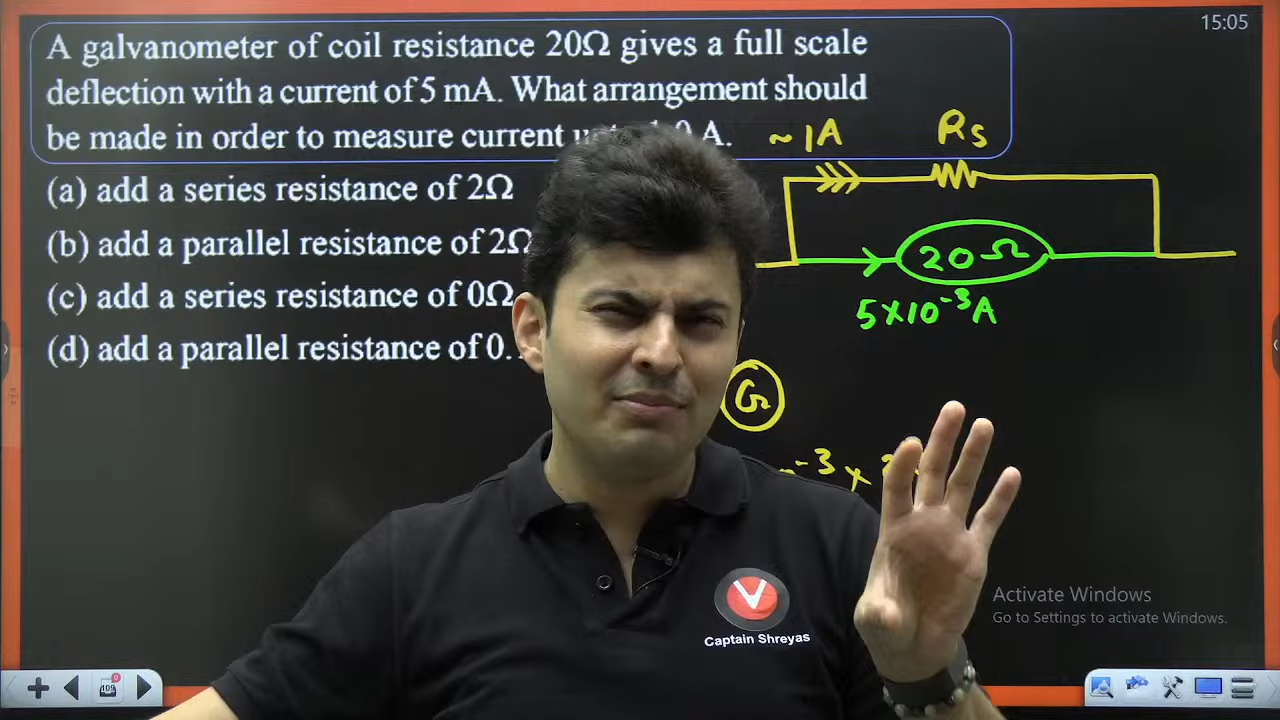 15:05
A galvanometer of coil resistance 20Ω gives a full scale
deflection with a current of 5 mA. What arrangement should
be made in order to measure current A.
~1A Rs
(a) add a series resistance of 2Ω
(b) add a parallel resistance of 2Ω
(c) add a series resistance of 0Ω
(d) add a parallel resistance of 0.
20Ω
5×10⁻³A
G
⁻³ ×
V
Captain Shreyas
Activate Windows
Go to Settings to activate Windows.
109